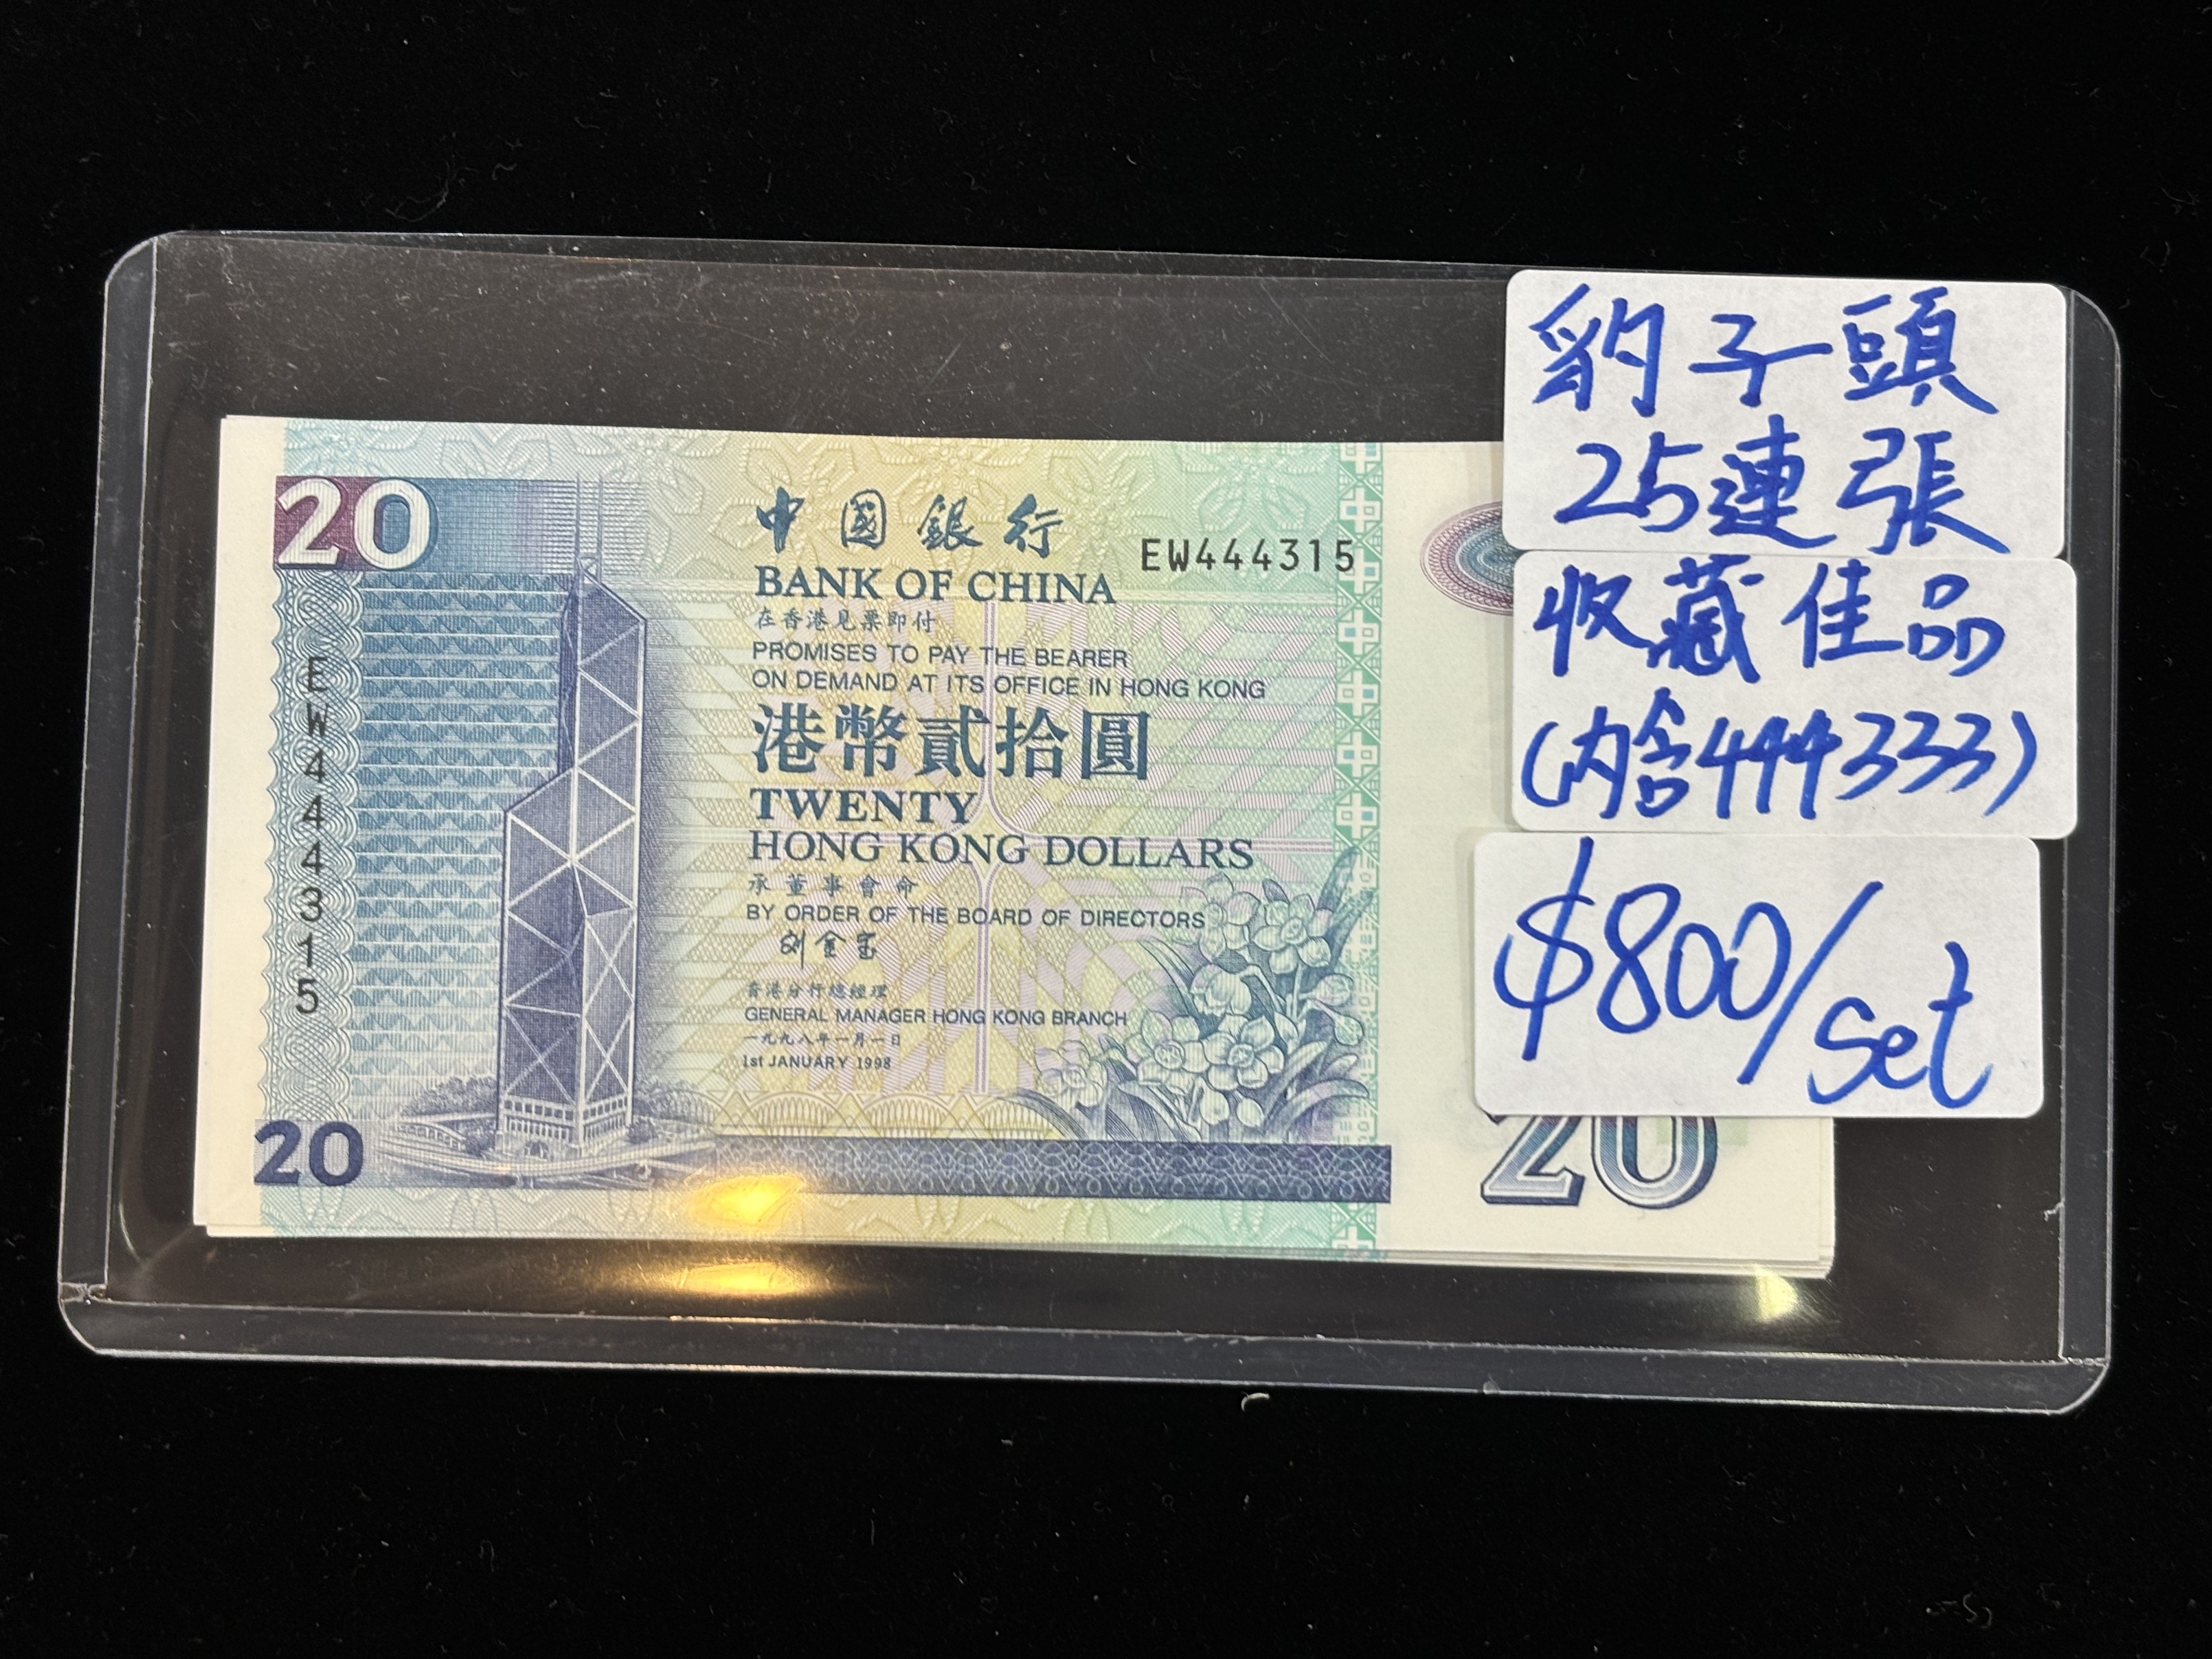 20
中國銀行
EW444315
BANK OF CHINA
在香港見票即付
PROMISES TO PAY THE BEARER
ON DEMAND AT ITS OFFICE IN HONG KONG
港幣貳拾圓
TWENTY
HONG KONG DOLLARS
承董事會命
BY ORDER OF THE BOARD OF DIRECTORS
刘金宝
香港分行總經理
GENERAL MANAGER HONG KONG BRANCH
一九九八年一月一日
1st JANUARY 1998
EW444315
20
20
豹子頭
25連張
收藏佳品
(內含444333)
$800/set